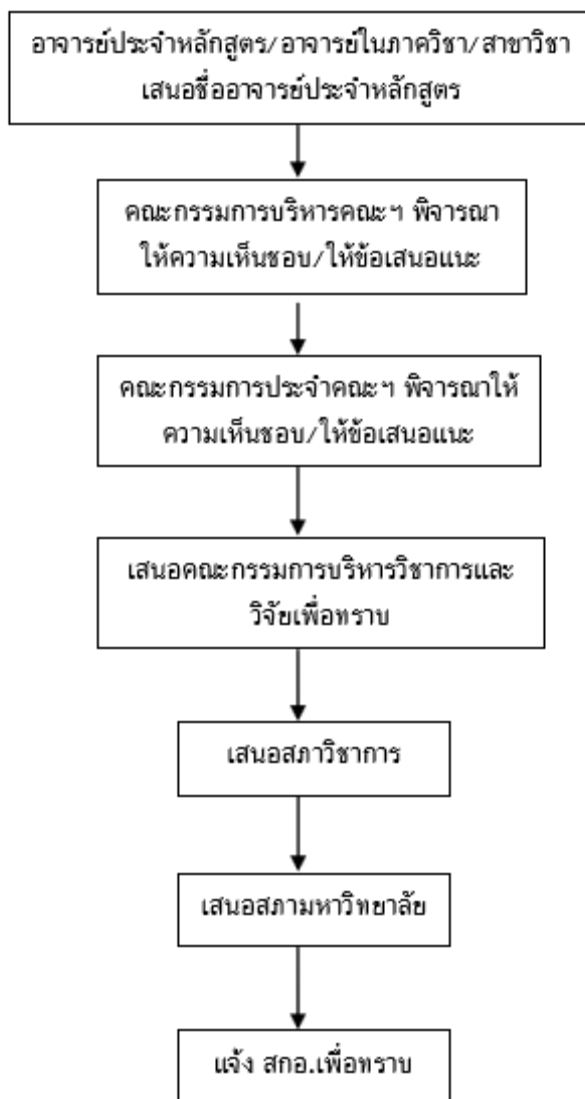 อาจารย์ประจำหลักสูตร/อาจารย์ในภาควิชา/สาขาวิชา
เสนอชื่ออาจารย์ประจำหลักสูตร
คณะกรรมการบริหารคณะฯ พิจารณา
ให้ความเห็นชอบ/ให้ข้อเสนอแนะ
คณะกรรมการประจำคณะฯ พิจารณาให้
ความเห็นชอบ/ให้ข้อเสนอแนะ
เสนอคณะกรรมการบริหารวิชาการและ
วิจัยเพื่อทราบ
เสนอสภาวิชาการ
เสนอสภามหาวิทยาลัย
แจ้ง สกอ.เพื่อทราบ